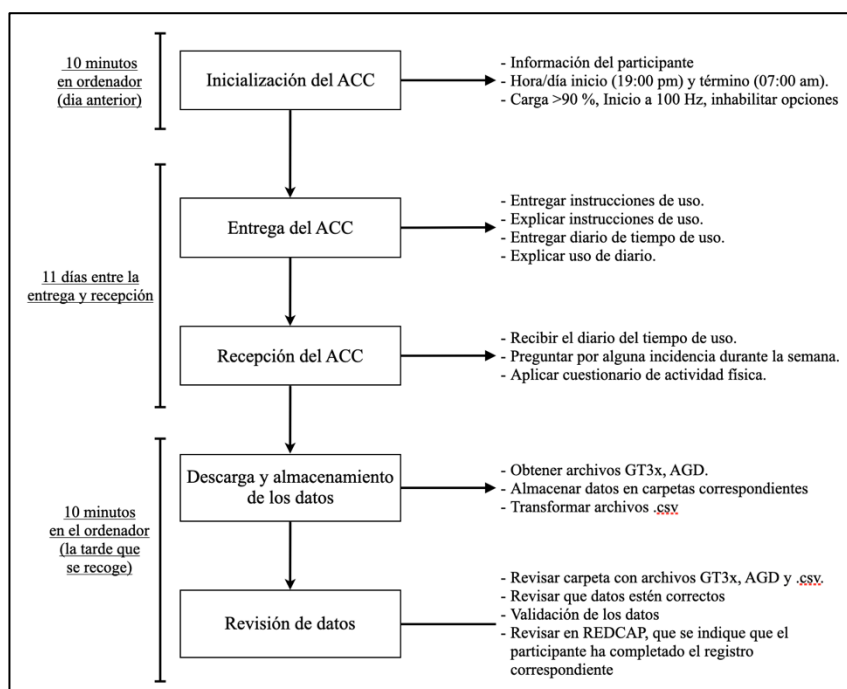 10 minutos
en ordenador
(dia anterior)
Inicialización del ACC
- Información del participante
- Hora/día inicio (19:00 pm) y término (07:00 am).
- Carga >90 %, Inicio a 100 Hz, inhabilitar opciones
11 días entre la
entrega y recepción
Entrega del ACC
- Entregar instrucciones de uso.
- Explicar instrucciones de uso.
- Entregar diario de tiempo de uso.
- Explicar uso de diario.
Recepción del ACC
- Recibir el diario del tiempo de uso.
- Preguntar por alguna incidencia durante la semana.
- Aplicar cuestionario de actividad física.
10 minutos
en el ordenador
(la tarde que
se recoge)
Descarga y almacenamiento
de los datos
- Obtener archivos GT3x, AGD.
- Almacenar datos en carpetas correspondientes
- Transformar archivos .csv
Revisión de datos
- Revisar carpeta con archivos GT3x, AGD y .csv.
- Revisar que datos estén correctos
- Validación de los datos
- Revisar en REDCAP, que se indique que el
participante ha completado el registro
correspondiente